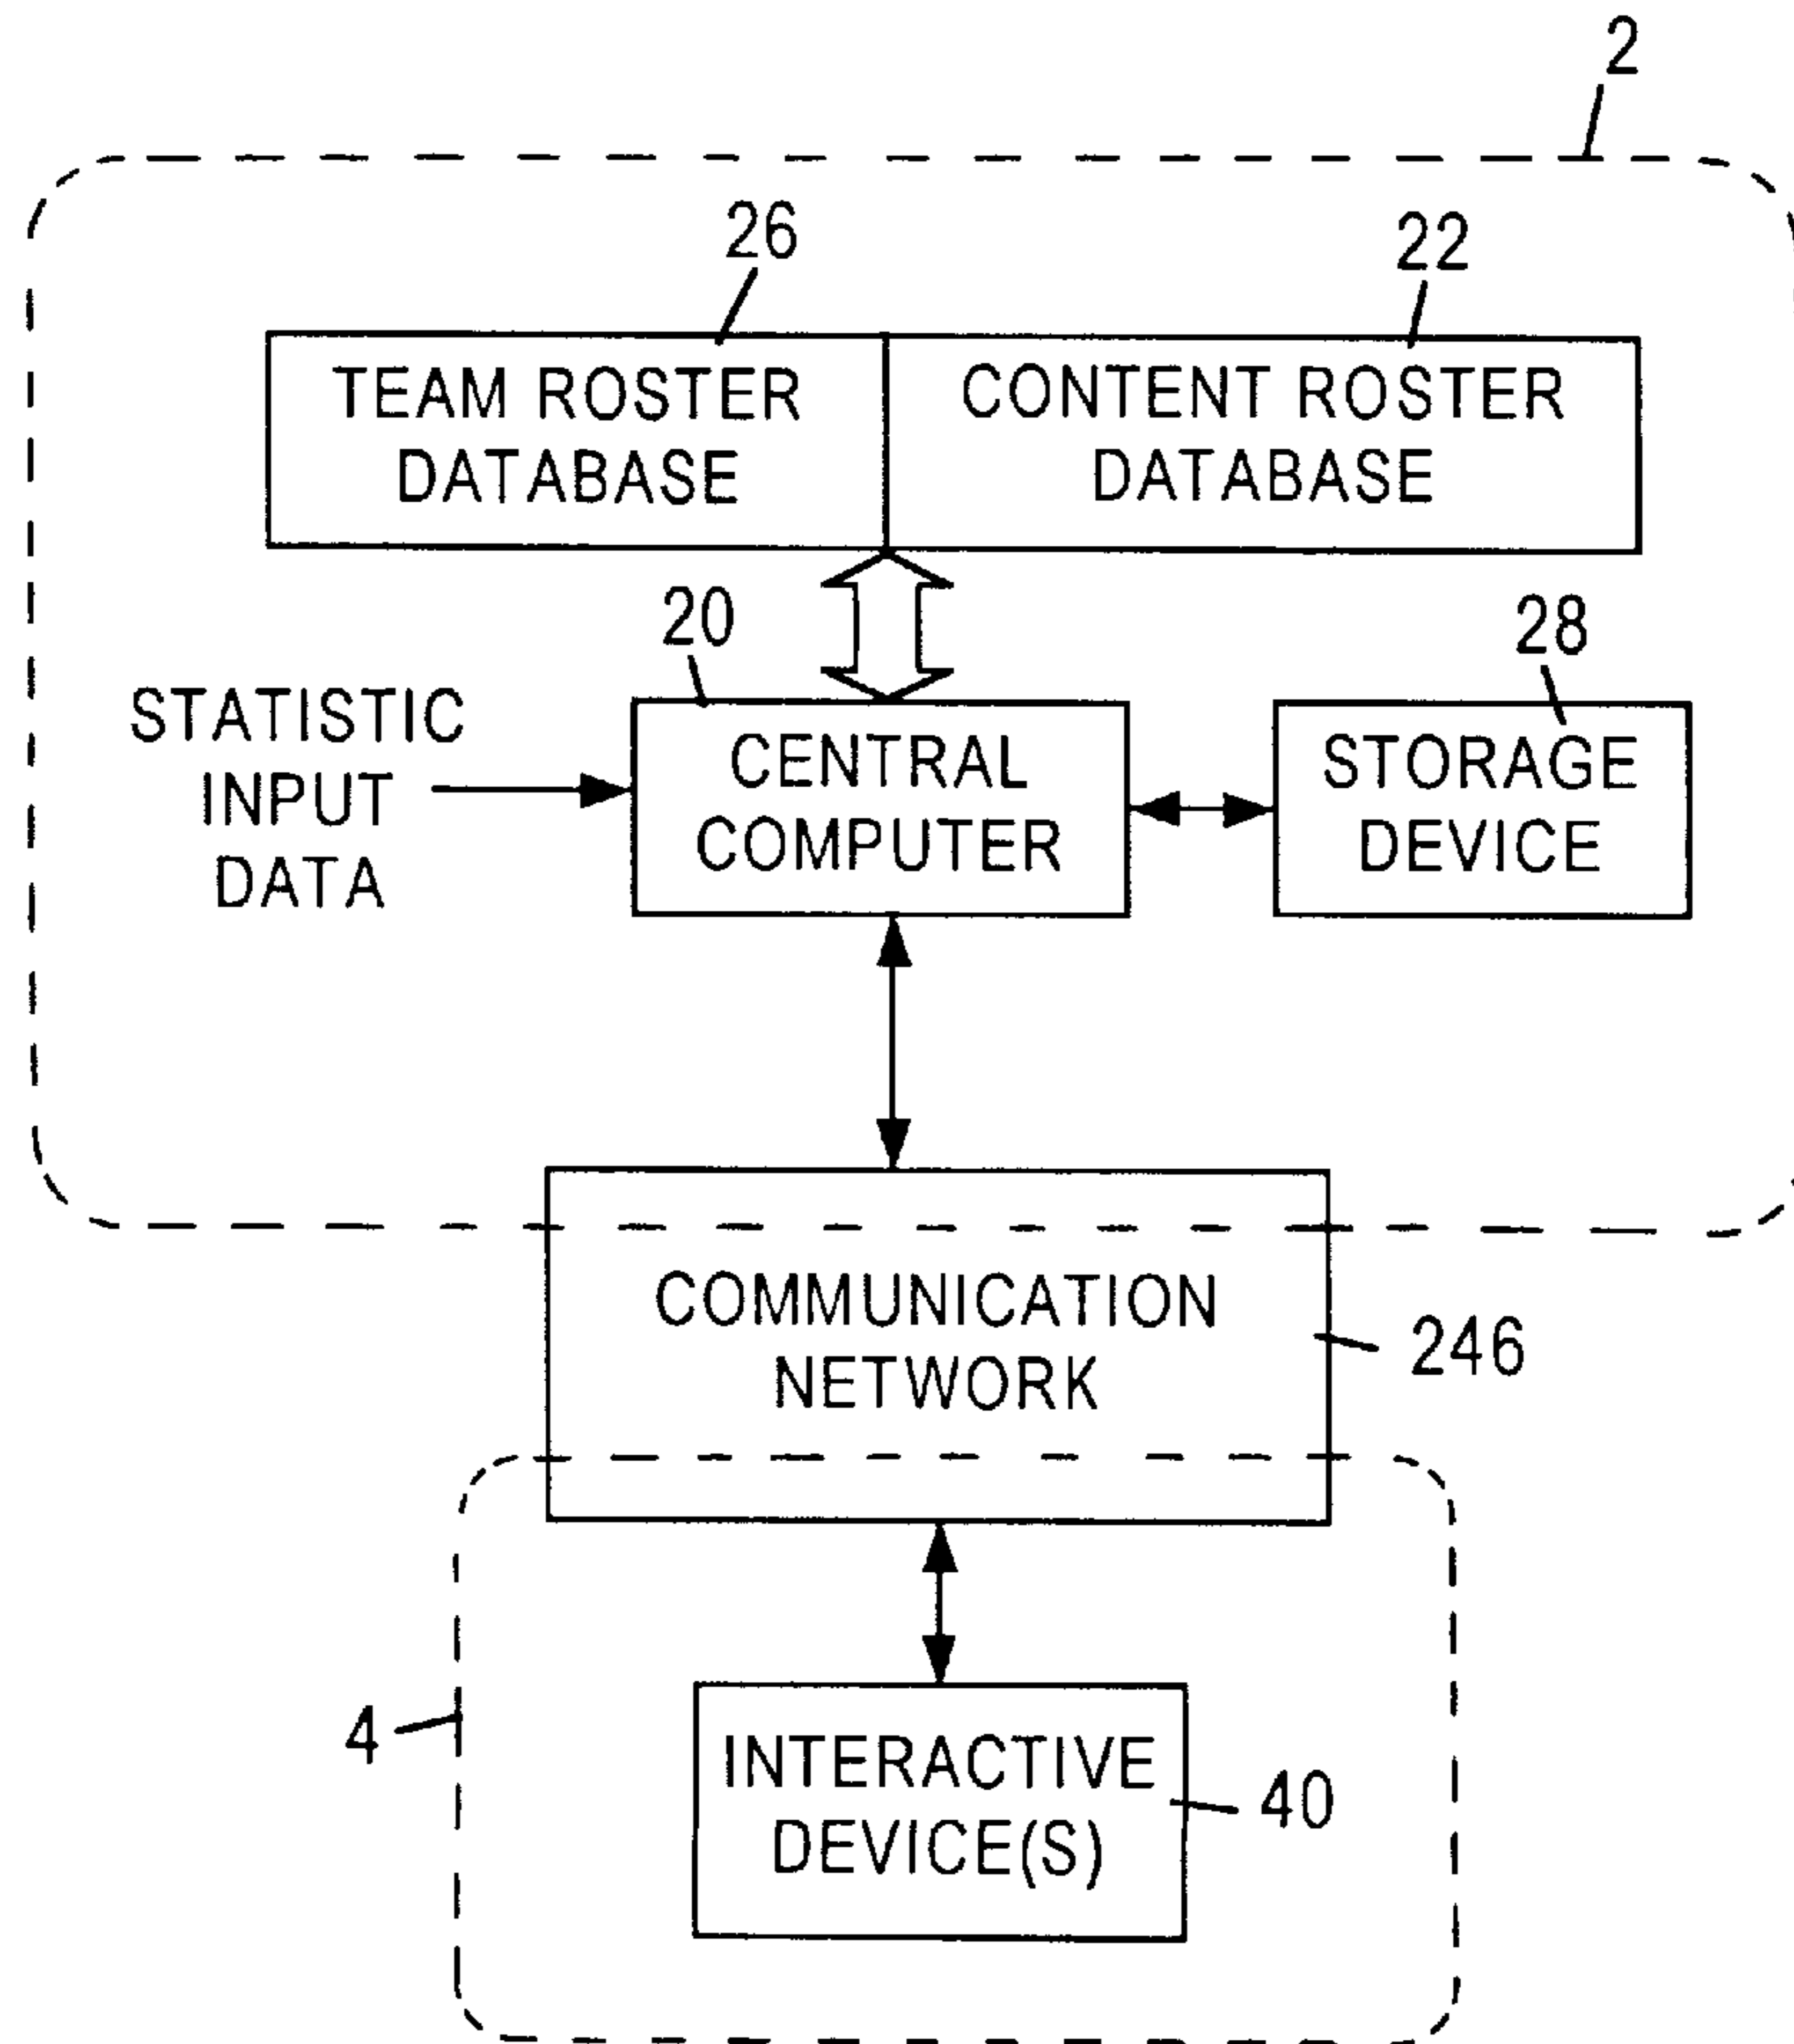 2
26
22
TEAM ROSTER
DATABASE
CONTENT ROSTER
DATABASE
20
28
STATISTIC
INPUT
DATA
CENTRAL
COMPUTER
STORAGE
DEVICE
COMMUNICATION
NETWORK
246
4
INTERACTIVE
DEVICE(S)
40